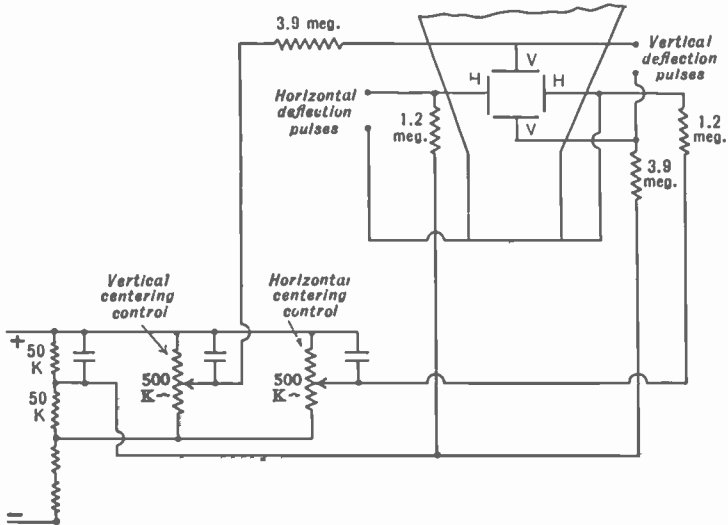 3.9 meg.
Vertical
deflection
pulses
V
H
H
Horizontal
deflection
pulses
1.2
meg.
V
1.2
meg.
3.9
meg.
Vertical
centering
control
Horizontal
centering
control
+
50
K
500
K~
500
K~
50
K
−